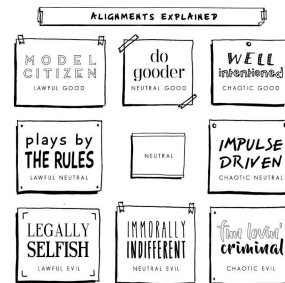 ALIGNMENTS EXPLAINED
MODEL
CITIZEN
LAWFUL GOOD
do
gooder
NEUTRAL GOOD
WELL
intentioned
CHAOTIC GOOD
plays by
THE RULES
LAWFUL NEUTRAL
NEUTRAL
IMPULSE
DRIVEN
CHAOTIC NEUTRAL
LEGALLY
SELFISH
LAWFUL EVIL
IMMORALLY
INDIFFERENT
NEUTRAL EVIL
fun lovin'
criminal
CHAOTIC EVIL